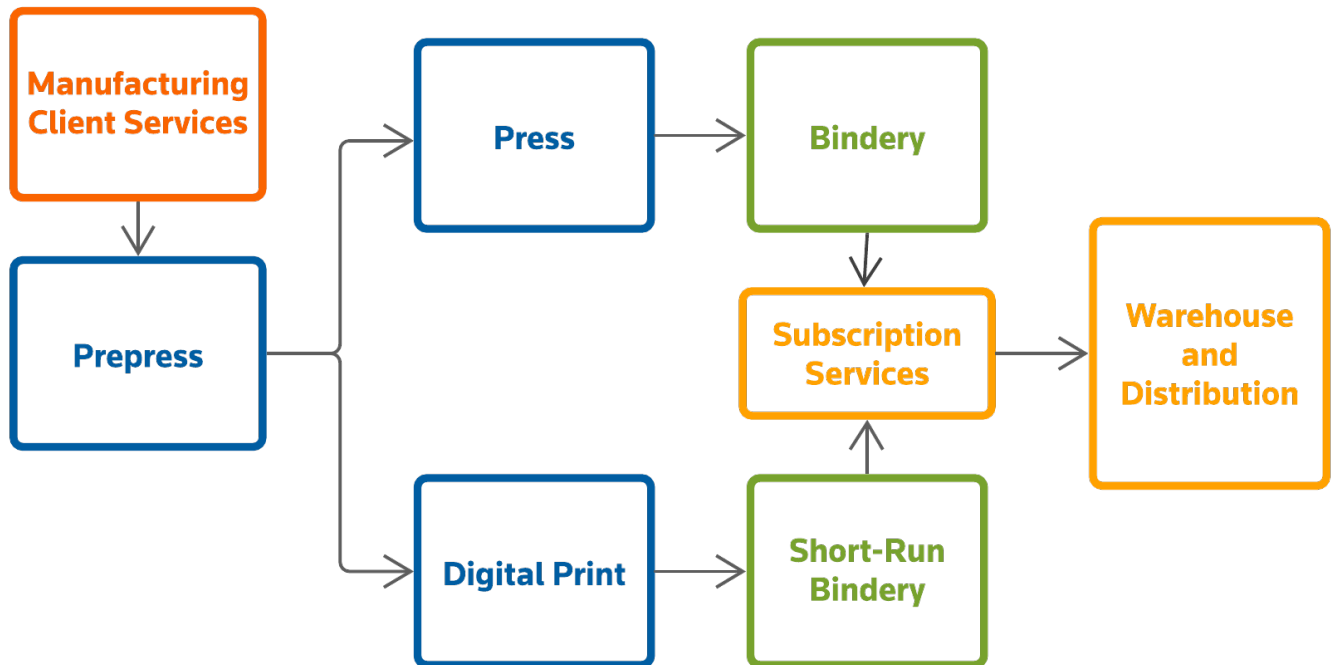 Manufacturing
Client Services
Prepress
Press
Bindery
Subscription
Services
Warehouse
and
Distribution
Digital Print
Short-Run
Bindery